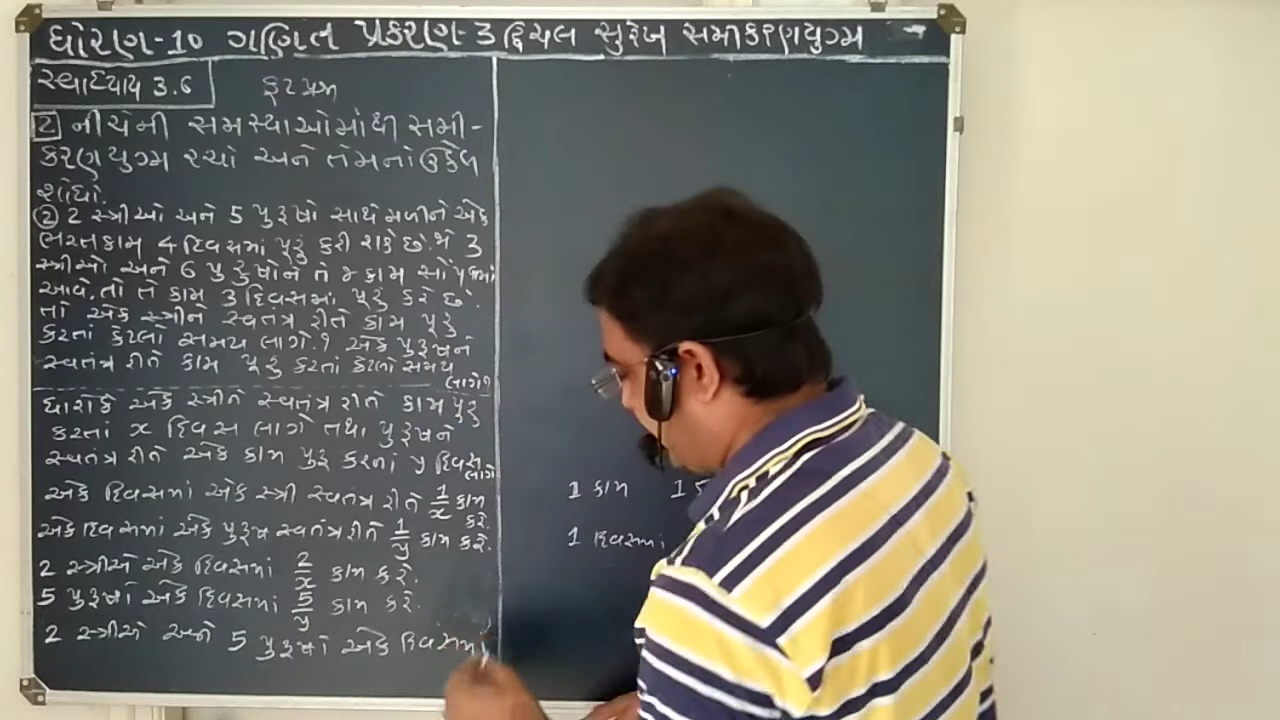 ધોરણ-10 ગણિત પ્રકરણ-3 દ્વિચલ સુરેખ સમીકરણયુગ્મ
સ્વાધ્યાય 3.6
2 નીચેની સમસ્યાઓમાંથી સમી-
કરણયુગ્મ રચો અને તેમનાં ઉકેલ
શોધો.
② 2 સ્ત્રીઓ અને 5 પુરુષો સાથે મળીને એક
ભરતકામ 4 દિવસમાં પૂરું કરી શકે છે. જો 3
સ્ત્રીઓ અને 6 પુરુષોને તે જ કામ સોંપવામાં
આવે, તો તે કામ 3 દિવસમાં પૂરું કરે છે.
તો એક સ્ત્રીને સ્વતંત્ર રીતે કામ પૂરું
કરતાં કેટલો સમય લાગે ? એક પુરુષને
સ્વતંત્ર રીતે કામ પૂરું કરતાં કેટલો સમય
લાગે ?
ધારોકે એક સ્ત્રીને સ્વતંત્ર રીતે કામ પુરું
કરતાં x દિવસ લાગે તથા પુરુષને
સ્વતંત્ર રીતે એક કામ પુરુ કરતાં y દિવસ
લાગે
એક દિવસમાં એક સ્ત્રી સ્વતંત્ર રીતે 1/x કામ
કરે.
એક દિવસમાં એક પુરુષ સ્વતંત્ર રીતે 1/y કામ કરે.
2 સ્ત્રીઓ એક દિવસમાં 2/x કામ કરે.
5 પુરુષો એક દિવસમાં 5/y કામ કરે.
2 સ્ત્રીઓ અને 5 પુરુષો એક દિવસમાં
1 કામ 15
1 દિવસમાં